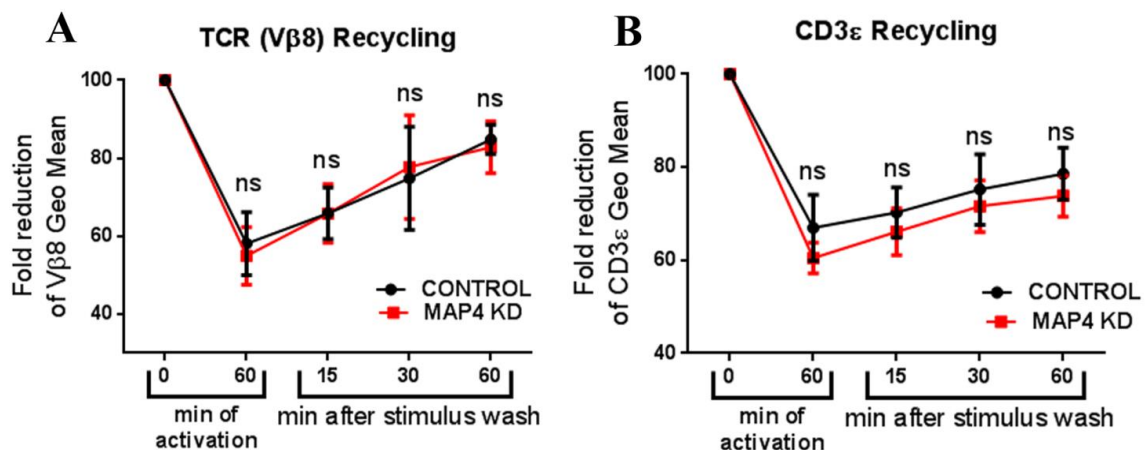 A
TCR (Vβ8) Recycling
Fold reduction
of Vβ8 Geo Mean
100
80
60
40
ns
ns
ns
ns
CONTROL
MAP4 KD
0
60
15
30
60
min of
activation
min after stimulus wash
B
CD3ε Recycling
Fold reduction
of CD3ε Geo Mean
100
80
60
40
ns
ns
ns
ns
CONTROL
MAP4 KD
0
60
15
30
60
min of
activation
min after stimulus wash